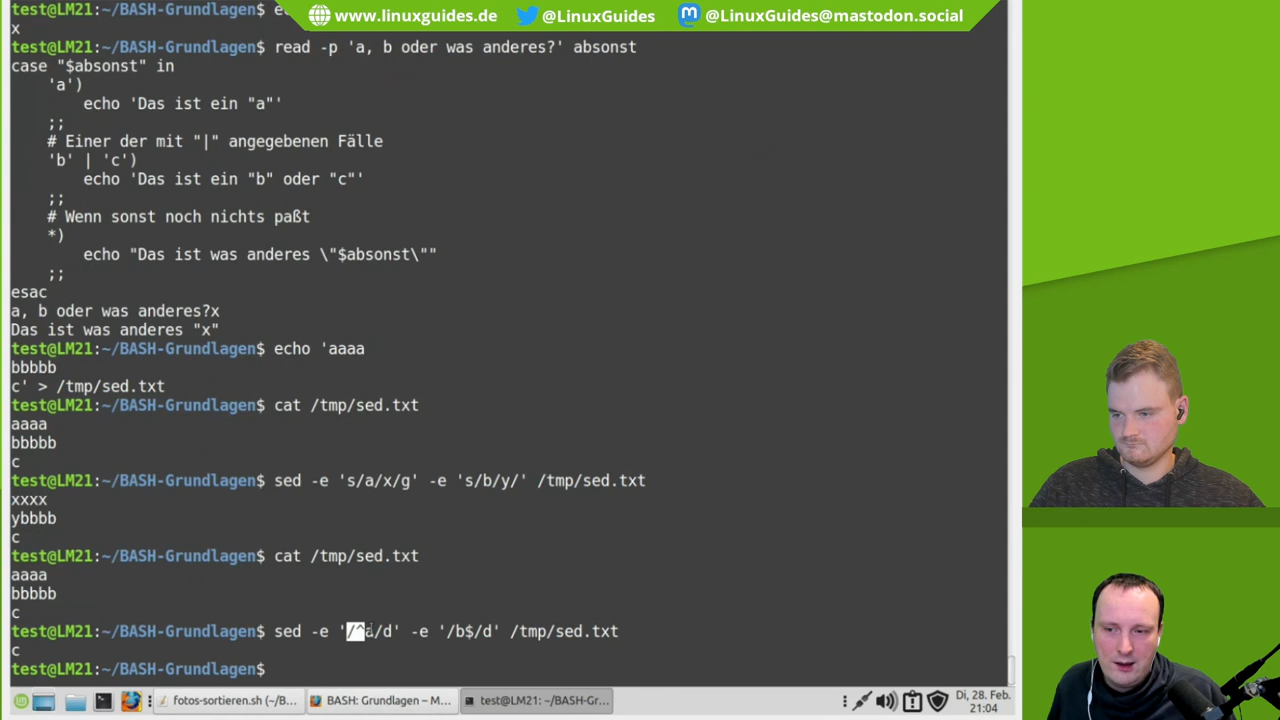 www.linuxguides.de @LinuxGuides @LinuxGuides@mastodon.social
x
test@LM21:~/BASH-Grundlagen$ read -p 'a, b oder was anderes?' absonst
case "$absonst" in
    'a')
        echo 'Das ist ein "a"'
    ;;
    # Einer der mit "|" angegebenen Fälle
    'b' | 'c')
        echo 'Das ist ein "b" oder "c"'
    ;;
    # Wenn sonst noch nichts paßt
    *)
        echo "Das ist was anderes \"$absonst\""
    ;;
esac
a, b oder was anderes?x
Das ist was anderes "x"
test@LM21:~/BASH-Grundlagen$ echo 'aaaa
bbbbb
c' > /tmp/sed.txt
test@LM21:~/BASH-Grundlagen$ cat /tmp/sed.txt
aaaa
bbbbb
c
test@LM21:~/BASH-Grundlagen$ sed -e 's/a/x/g' -e 's/b/y/' /tmp/sed.txt
xxxx
ybbbb
c
test@LM21:~/BASH-Grundlagen$ cat /tmp/sed.txt
aaaa
bbbbb
c
test@LM21:~/BASH-Grundlagen$ sed -e '/^a/d' -e '/b$/d' /tmp/sed.txt
c
test@LM21:~/BASH-Grundlagen$
fotos-sortieren.sh (~/B... BASH: Grundlagen – M... test@LM21:~/BASH-Gr... Di, 28. Feb.
21:04